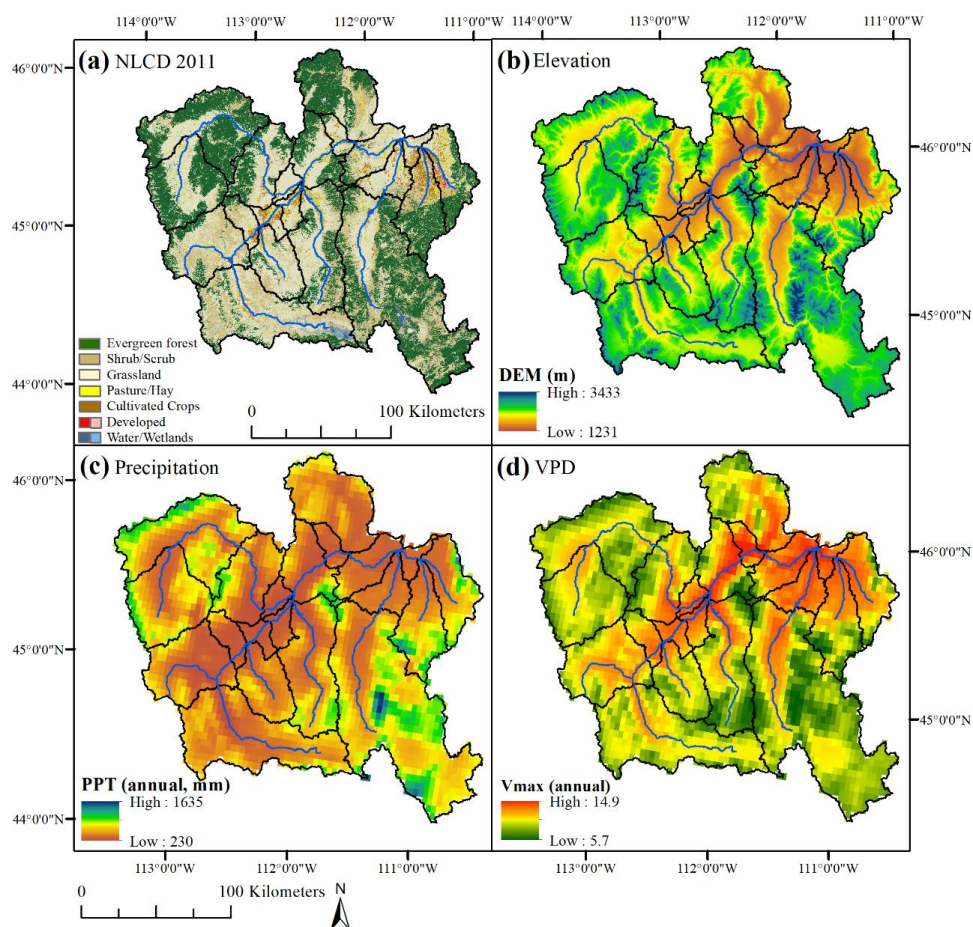 114°0'0"W 113°0'0"W 112°0'0"W 111°0'0"W 112°0'0"W 111°0'0"W
46°0'0"N (a) NLCD 2011 (b) Elevation
46°0'0"N
45°0'0"N
45°0'0"N
44°0'0"N
Evergreen forest
Shrub/Scrub
Grassland
Pasture/Hay
Cultivated Crops
Developed
Water/Wetlands
0 100 Kilometers
DEM (m)
High : 3433
Low : 1231
(c) Precipitation (d) VPD
46°0'0"N
46°0'0"N
45°0'0"N
45°0'0"N
44°0'0"N
PPT (annual, mm)
High : 1635
Low : 230
Vmax (annual)
High : 14.9
Low : 5.7
113°0'0"W 112°0'0"W 111°0'0"W 113°0'0"W 112°0'0"W 111°0'0"W
0 100 Kilometers
N